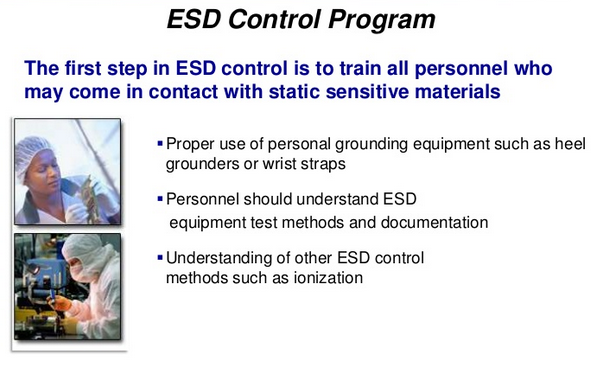 ESD Control Program
The first step in ESD control is to train all personnel who
may come in contact with static sensitive materials
▪Proper use of personal grounding equipment such as heel
grounders or wrist straps
▪Personnel should understand ESD
equipment test methods and documentation
▪Understanding of other ESD control
methods such as ionization